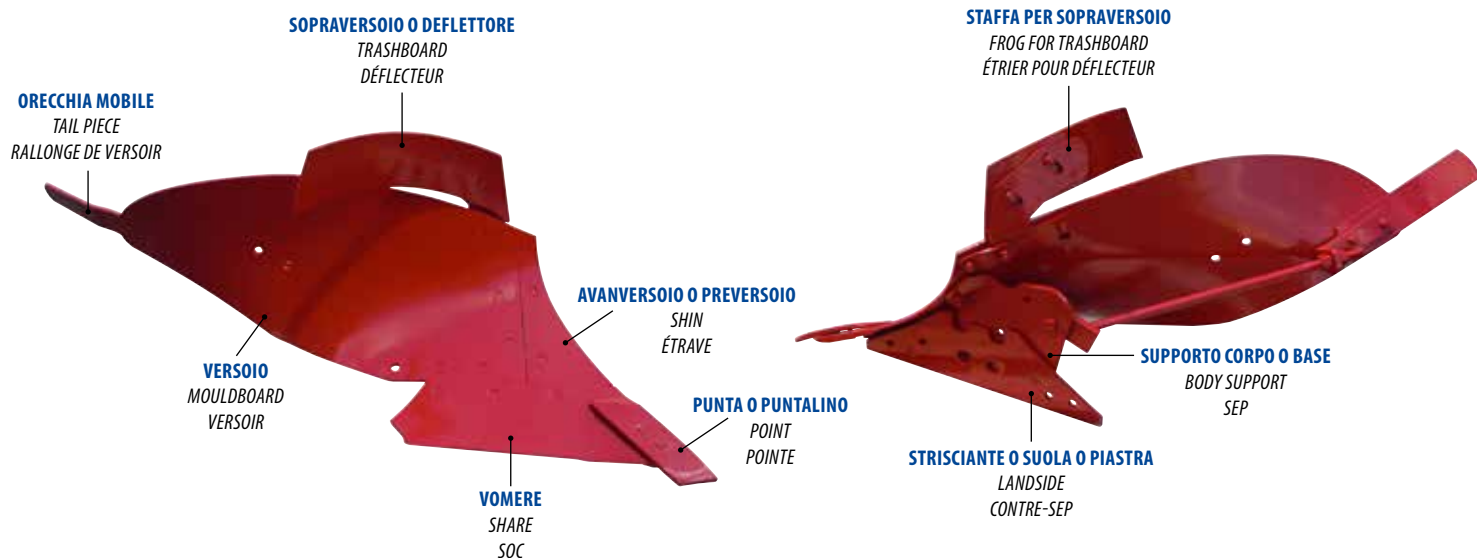 SOPRAVERSOIO O DEFLETTORE
TRASHBOARD
DÉFLECTEUR
ORECCHIA MOBILE
TAIL PIECE
RALLONGE DE VERSOIR
AVANVERSOIO O PREVERSOIO
SHIN
ÉTRAVE
VERSOIO
MOULDBOARD
VERSOIR
PUNTA O PUNTALINO
POINT
POINTE
VOMERE
SHARE
SOC
STAFFA PER SOPRAVERSOIO
FROG FOR TRASHBOARD
ÉTRIER POUR DÉFLECTEUR
SUPPORTO CORPO O BASE
BODY SUPPORT
SEP
STRISCIANTE O SUOLA O PIASTRA
LANDSIDE
CONTRE-SEP